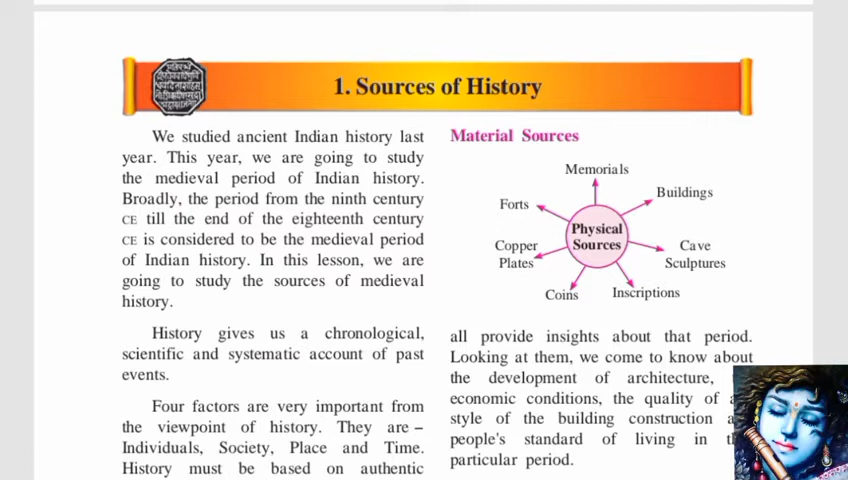 1. Sources of History
We studied ancient Indian history last
year. This year, we are going to study
the medieval period of Indian history.
Broadly, the period from the ninth century
CE till the end of the eighteenth century
CE is considered to be the medieval period
of Indian history. In this lesson, we are
going to study the sources of medieval
history.
History gives us a chronological,
scientific and systematic account of past
events.
Four factors are very important from
the viewpoint of history. They are –
Individuals, Society, Place and Time.
History must be based on authentic
Material Sources
Memorials
Buildings
Forts
Physical
Sources
Copper
Plates
Cave
Sculptures
Coins
Inscriptions
all provide insights about that period.
Looking at them, we come to know about
the development of architecture,
economic conditions, the quality of
style of the building construction
people's standard of living in
particular period.